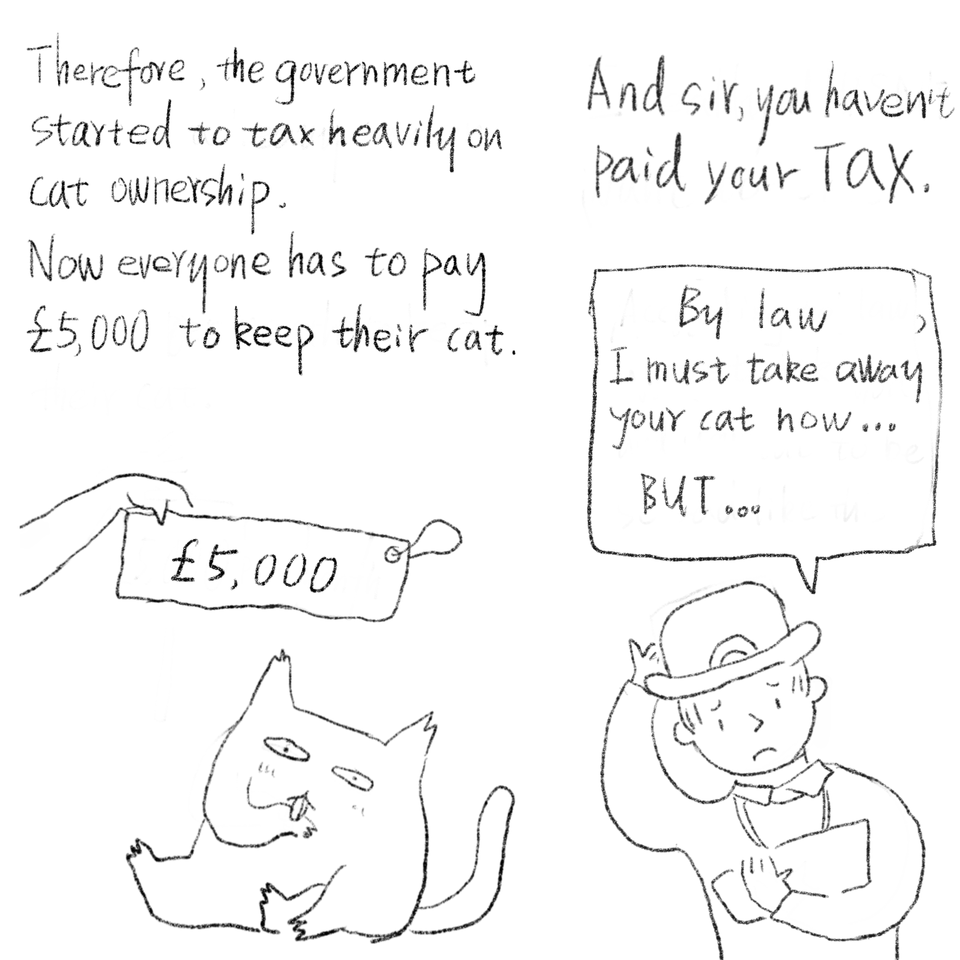 Therefore, the government
started to tax heavily on
cat ownership.
Now everyone has to pay
£5,000 to keep their cat.
£5,000
And sir, you haven't
paid your TAX.
By law,
I must take away
your cat now...
BUT...